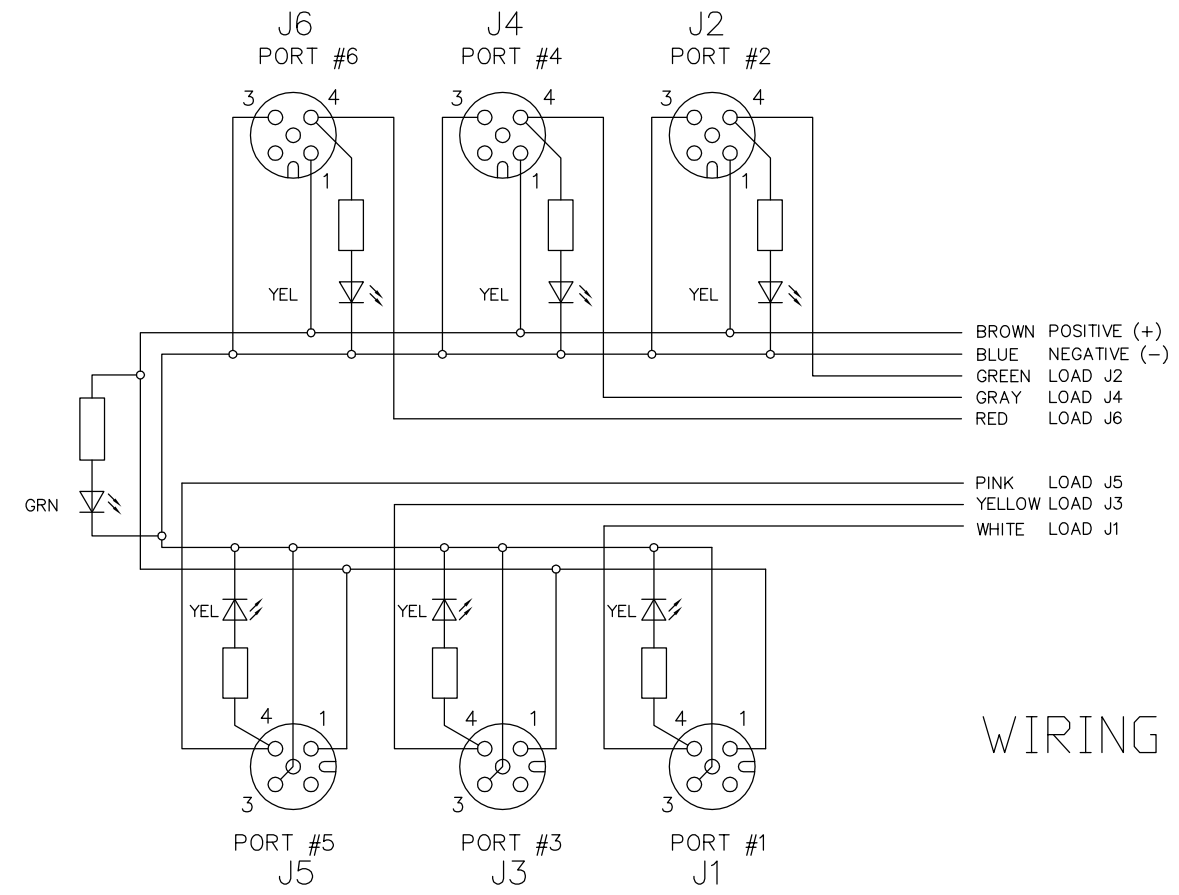 J6 J4 J2
PORT #6 PORT #4 PORT #2
3 4 3 4 3 4
1 1 1
YEL YEL YEL
BROWN POSITIVE (+)
BLUE NEGATIVE (−)
GREEN LOAD J2
GRAY LOAD J4
RED LOAD J6
PINK LOAD J5
GRN
YELLOW LOAD J3
WHITE LOAD J1
YEL YEL YEL
4 1 4 1 4 1
WIRING
3 3 3
PORT #5 PORT #3 PORT #1
J5 J3 J1